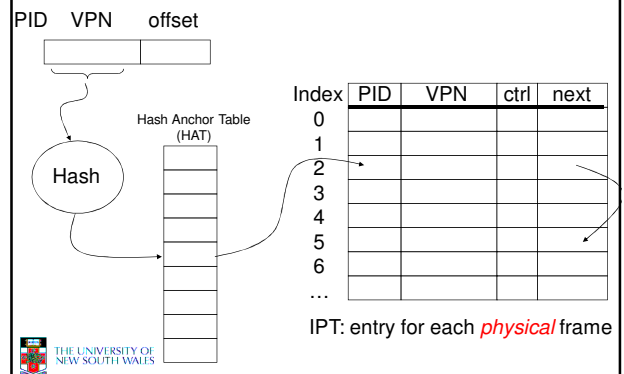 PID VPN offset
Hash
Hash Anchor Table
(HAT)
Index PID VPN ctrl next
0
1
2
3
4
5
6
…
IPT: entry for each physical frame
THE UNIVERSITY OF
NEW SOUTH WALES